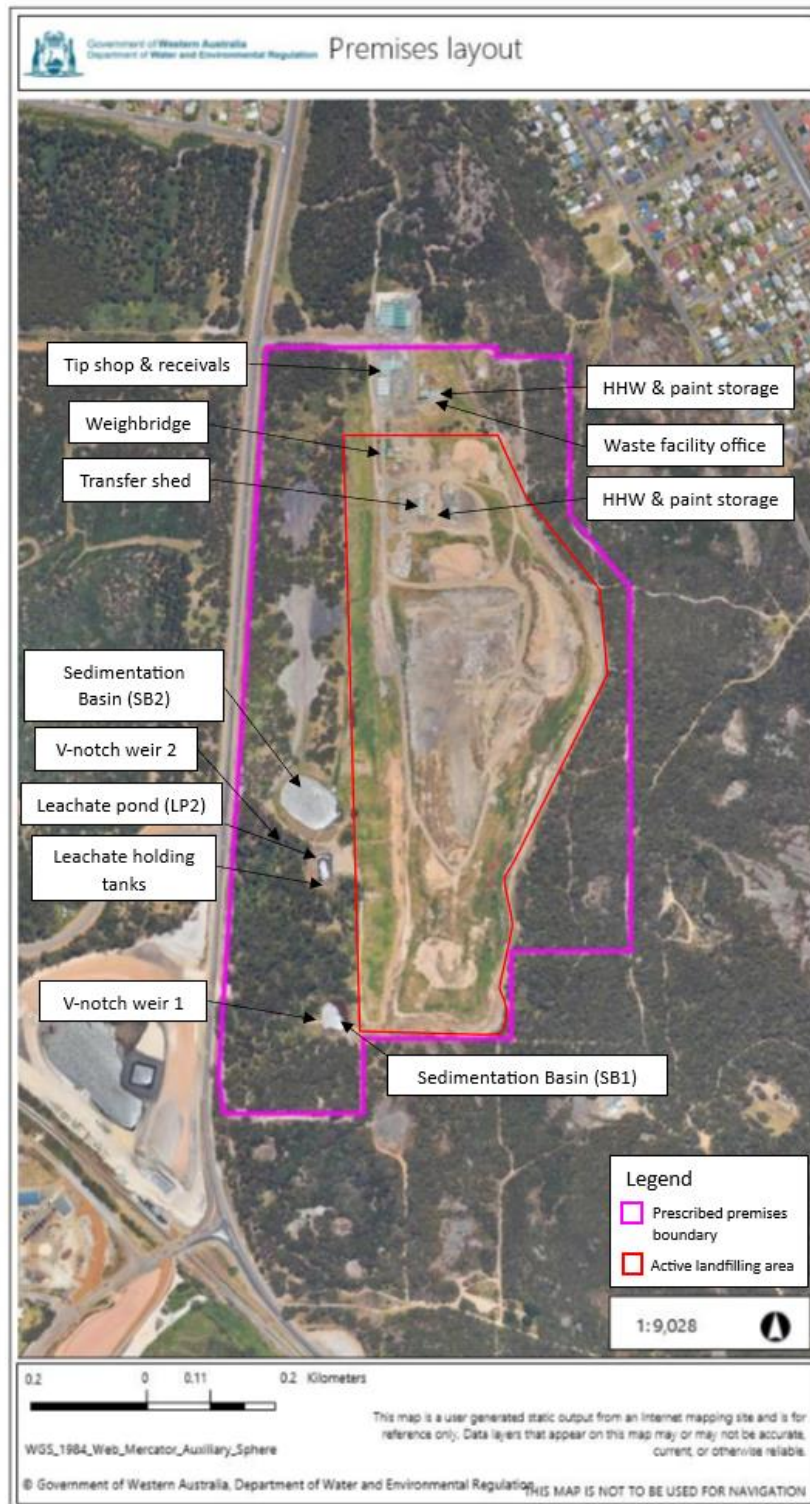 Government of Western Australia
Department of Water and Environmental Regulation
Premises layout
Tip shop & receivals
HHW & paint storage
Weighbridge
Waste facility office
Transfer shed
HHW & paint storage
Sedimentation
Basin (SB2)
V-notch weir 2
Leachate pond (LP2)
Leachate holding
tanks
V-notch weir 1
Sedimentation Basin (SB1)
Legend
Prescribed premises
boundary
Active landfilling area
1:9,028
0.2 0 0.11 0.2 Kilometers
This map is a user generated static output from an Internet mapping site and is for
reference only. Data layers that appear on this map may or may not be accurate,
current, or otherwise reliable.
WGS_1984_Web_Mercator_Auxiliary_Sphere
© Government of Western Australia, Department of Water and Environmental Regulation
THIS MAP IS NOT TO BE USED FOR NAVIGATION